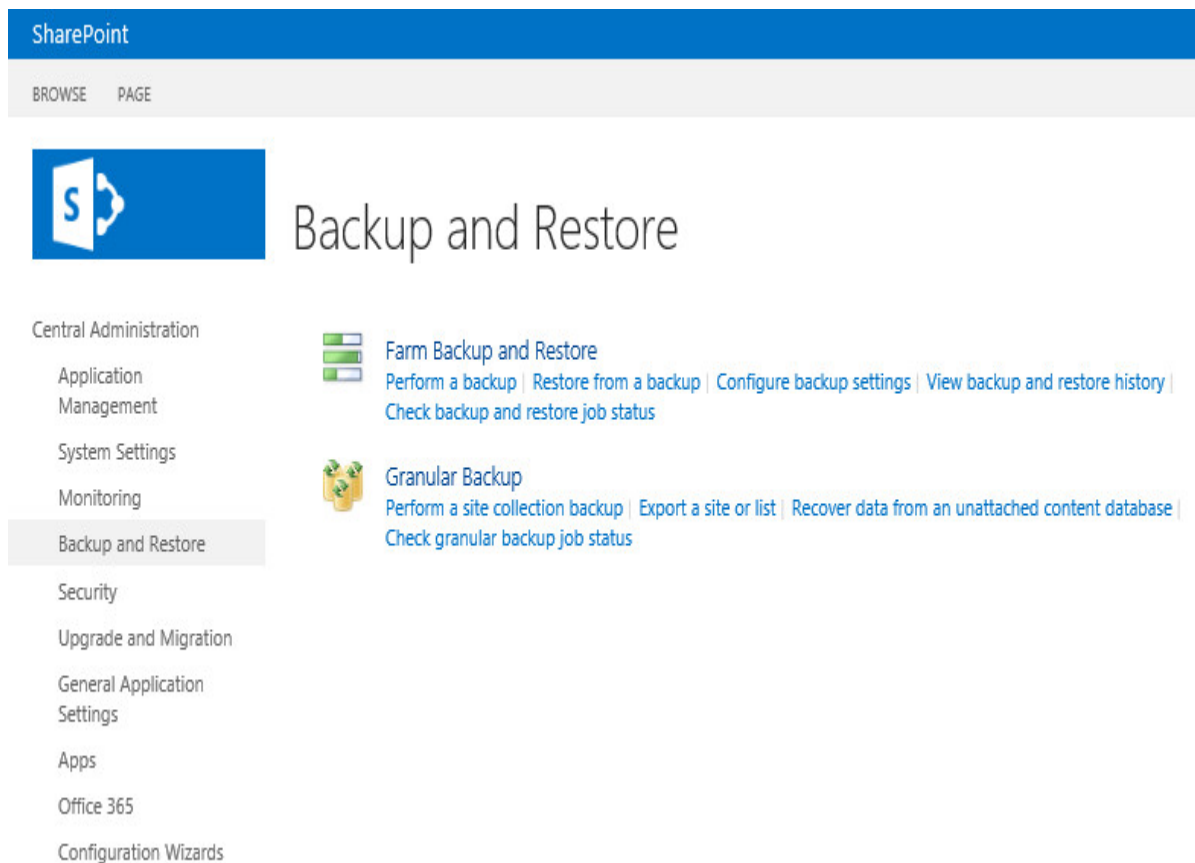 SharePoint
BROWSE PAGE
S
Backup and Restore
Central Administration
Application
Management
System Settings
Monitoring
Backup and Restore
Security
Upgrade and Migration
General Application
Settings
Apps
Office 365
Configuration Wizards
Farm Backup and Restore
Perform a backup | Restore from a backup | Configure backup settings | View backup and restore history |
Check backup and restore job status
Granular Backup
Perform a site collection backup | Export a site or list | Recover data from an unattached content database |
Check granular backup job status